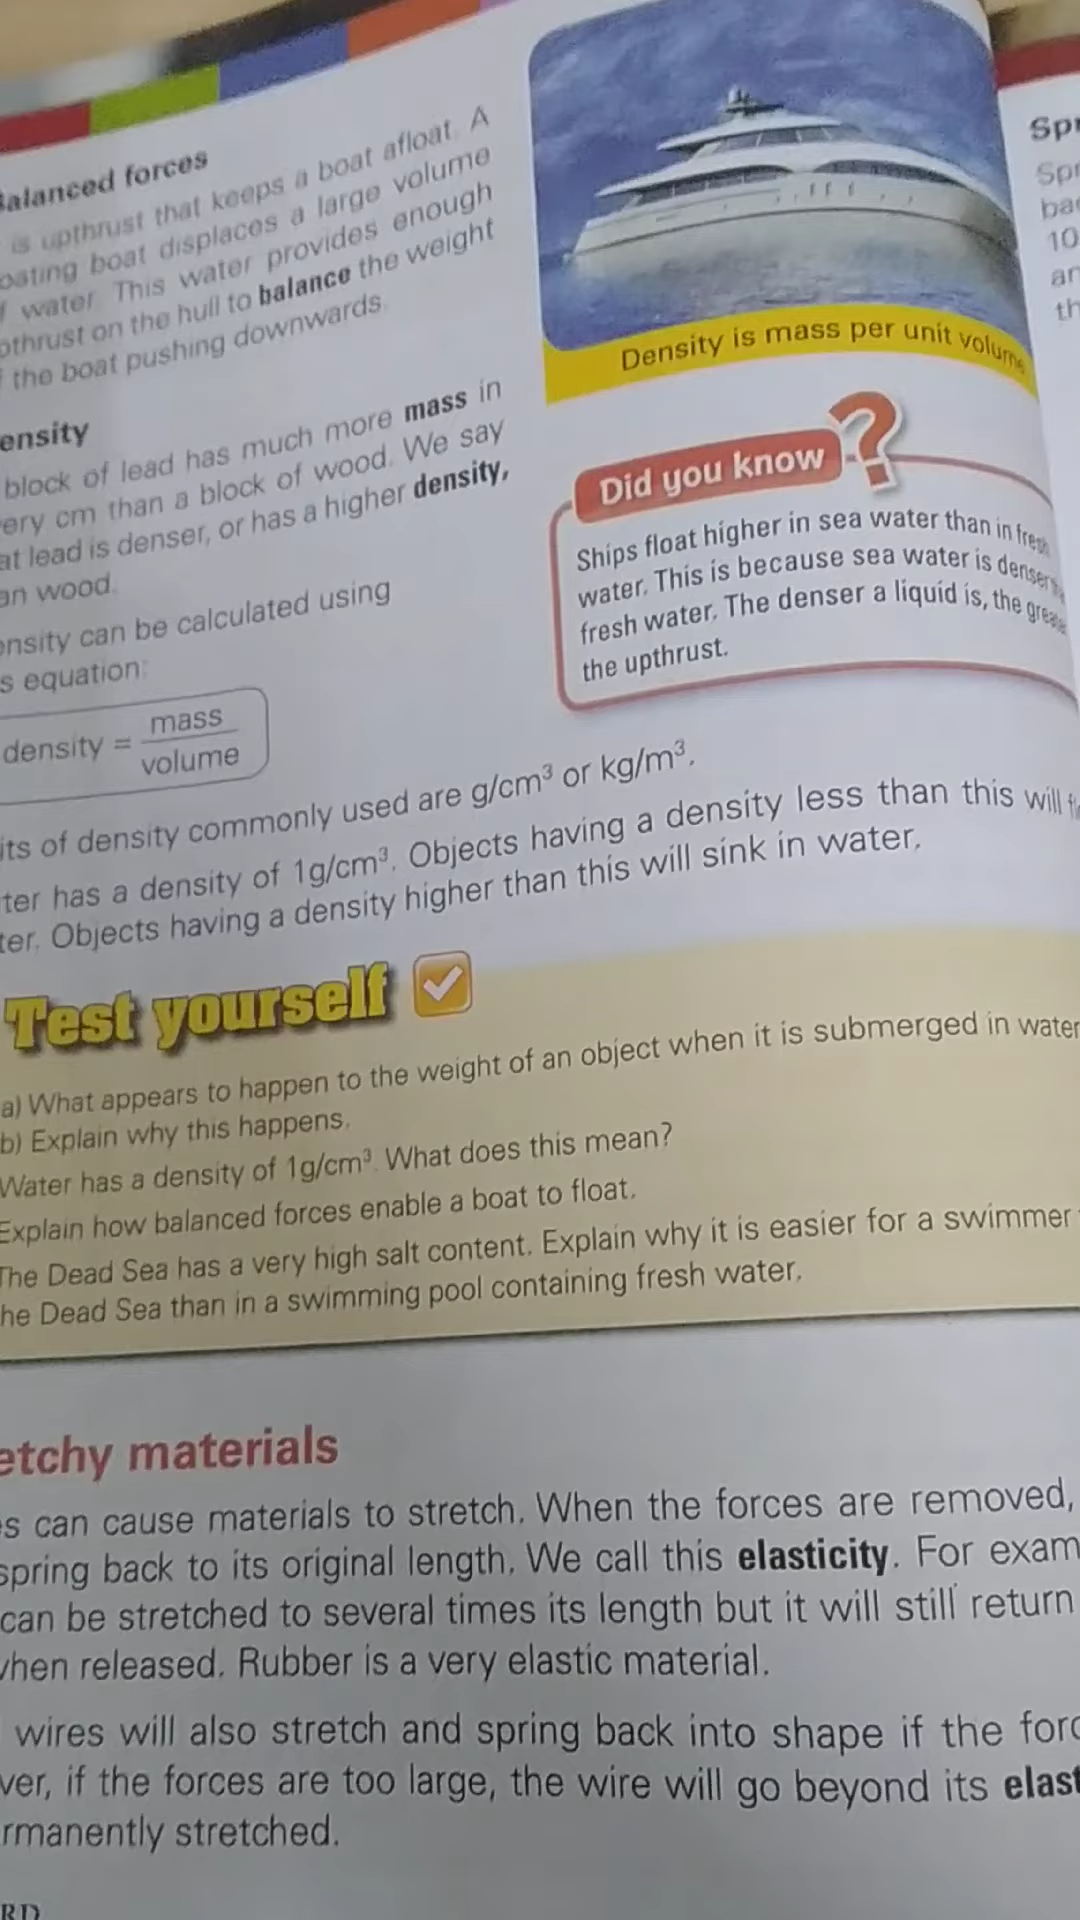 Balanced forces
is upthrust that keeps a boat afloat. A
oating boat displaces a large volume
f water. This water provides enough
pthrust on the hull to balance the weight
f the boat pushing downwards.
ensity
block of lead has much more mass in
very cm than a block of wood. We say
at lead is denser, or has a higher density,
an wood.
ensity can be calculated using
s equation:
density = mass
volume
its of density commonly used are g/cm³ or kg/m³.
ter has a density of 1g/cm³. Objects having a density less than this will
ter. Objects having a density higher than this will sink in water.
Density is mass per unit volume
Did you know ?
Ships float higher in sea water than in fresh
water. This is because sea water is denser
fresh water. The denser a liquid is, the
the upthrust.
Test yourself
a) What appears to happen to the weight of an object when it is submerged in water
b) Explain why this happens.
Water has a density of 1g/cm³. What does this mean?
Explain how balanced forces enable a boat to float.
The Dead Sea has a very high salt content. Explain why it is easier for a swimmer
he Dead Sea than in a swimming pool containing fresh water.
etchy materials
es can cause materials to stretch. When the forces are removed,
spring back to its original length. We call this elasticity. For exam
can be stretched to several times its length but it will still return
when released. Rubber is a very elastic material.
wires will also stretch and spring back into shape if the forc
ver, if the forces are too large, the wire will go beyond its elast
rmanently stretched.
RD
Spr
Spr
ba
10
an
th